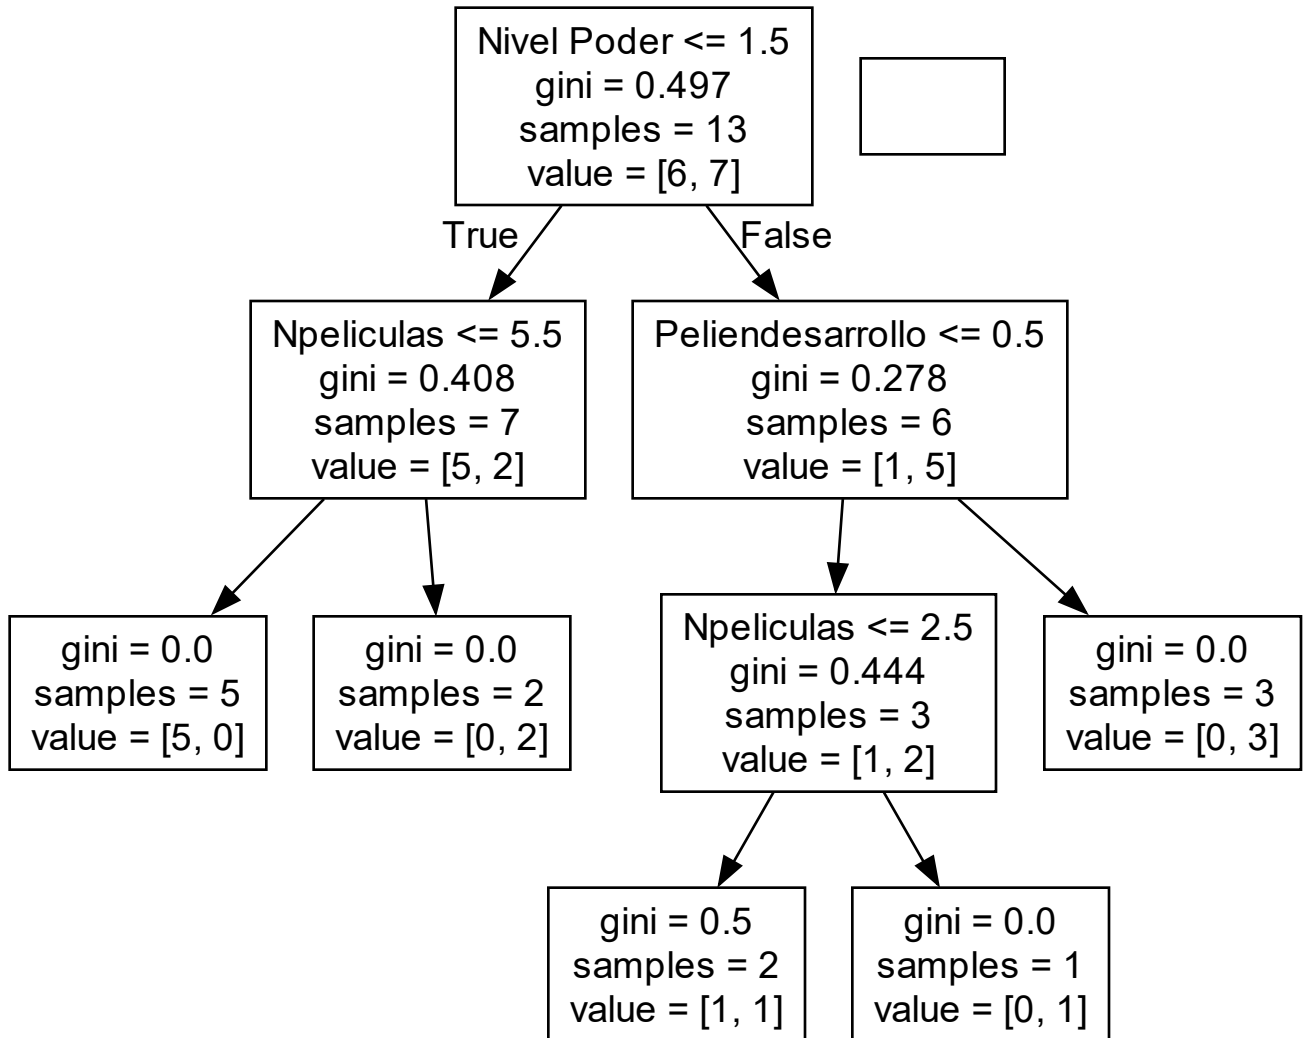 Nivel Poder <= 1.5
gini = 0.497
samples = 13
value = [6, 7]
True
False
Npeliculas <= 5.5
gini = 0.408
samples = 7
value = [5, 2]
Peliendesarrollo <= 0.5
gini = 0.278
samples = 6
value = [1, 5]
gini = 0.0
samples = 5
value = [5, 0]
gini = 0.0
samples = 2
value = [0, 2]
Npeliculas <= 2.5
gini = 0.444
samples = 3
value = [1, 2]
gini = 0.0
samples = 3
value = [0, 3]
gini = 0.5
samples = 2
value = [1, 1]
gini = 0.0
samples = 1
value = [0, 1]